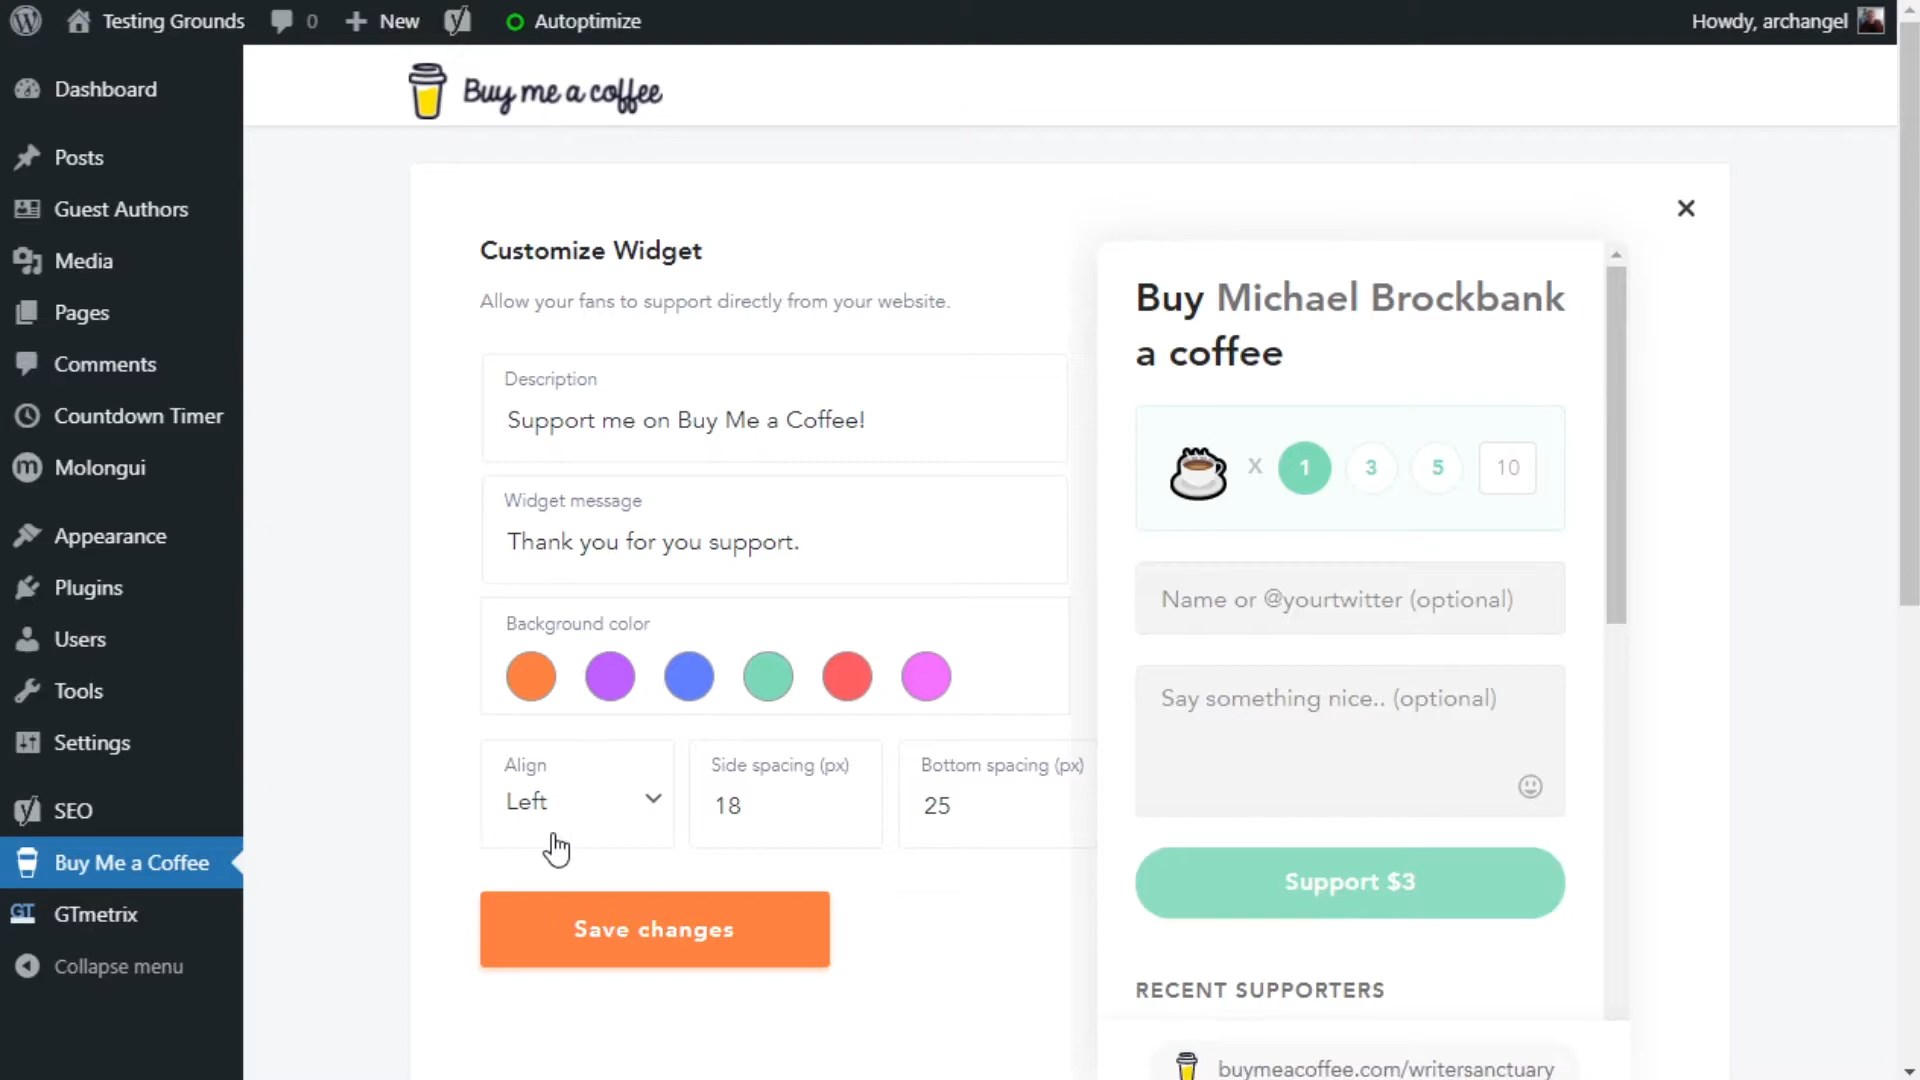 Testing Grounds 0 New Autoptimize Howdy, archangel
Dashboard
Posts
Guest Authors
Media
Pages
Comments
Countdown Timer
Molongui
Appearance
Plugins
Users
Tools
Settings
SEO
Buy Me a Coffee
GTmetrix
Collapse menu
Buy me a coffee
Customize Widget
Allow your fans to support directly from your website.
Description
Support me on Buy Me a Coffee!
Widget message
Thank you for you support.
Background color
Align
Left
Side spacing (px)
18
Bottom spacing (px)
25
Save changes
Buy Michael Brockbank
a coffee
X 1 3 5 10
Name or @yourtwitter (optional)
Say something nice.. (optional)
Support $3
RECENT SUPPORTERS
buymeacoffee.com/writersanctuary